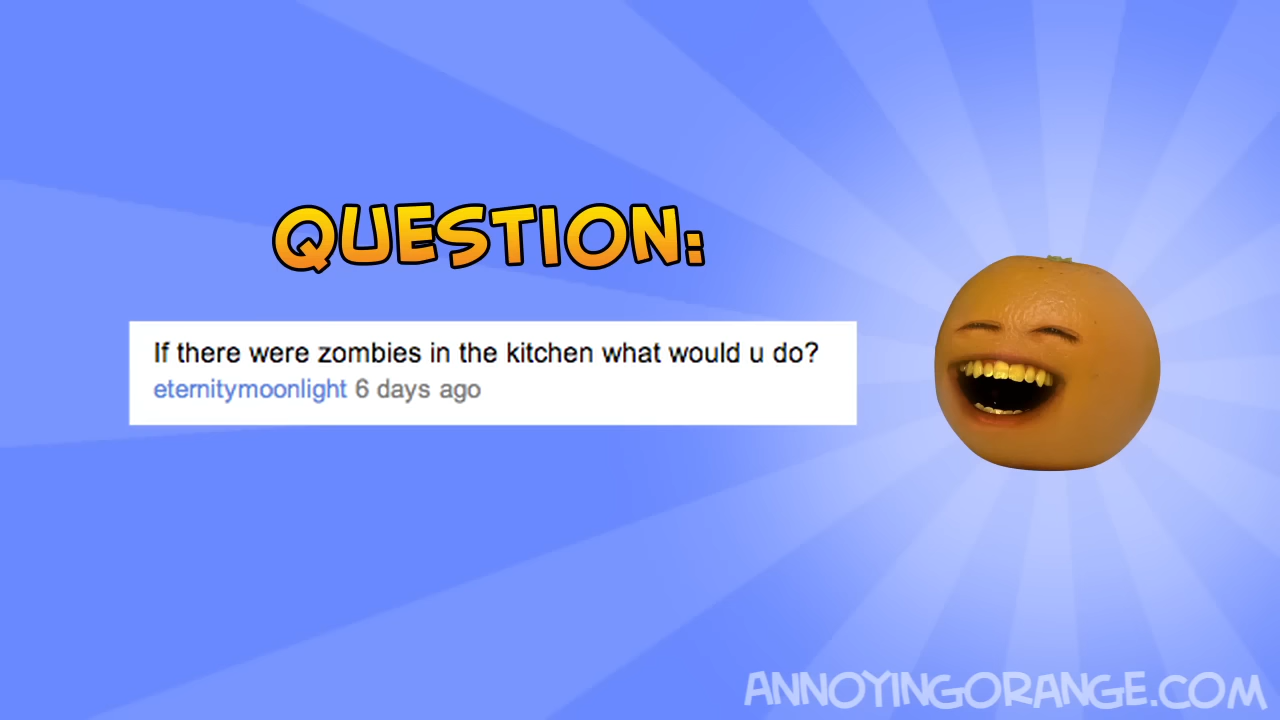 QUESTION:
If there were zombies in the kitchen what would u do?
eternitymoonlight 6 days ago
ANNOYINGORANGE.COM